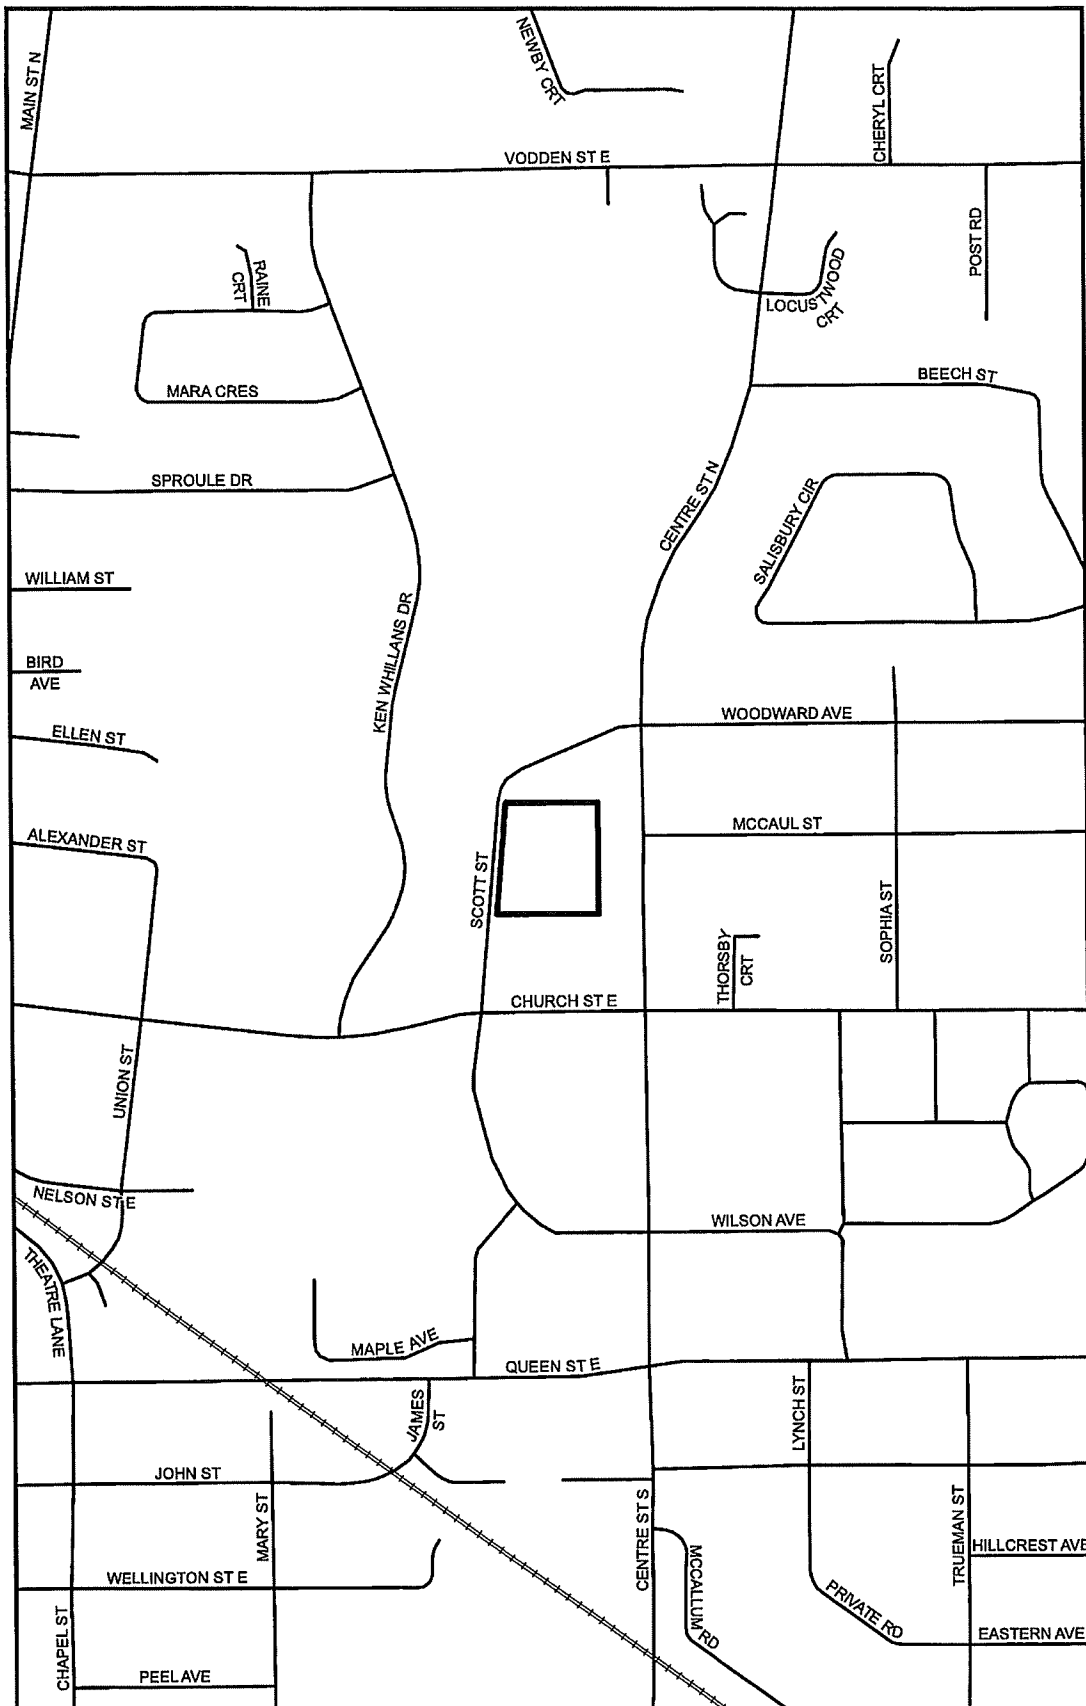 MAIN ST N
NEWBY CRT
CHERYL CRT
VODDEN ST E
POST RD
RAINE
CRT
LOCUSTWOOD
CRT
MARA CRES
BEECH ST
SPROULE DR
CENTRE ST N
SALISBURY CIR
WILLIAM ST
KEN WHILLANS DR
BIRD
AVE
WOODWARD AVE
ELLEN ST
MCCAUL ST
ALEXANDER ST
SCOTT ST
SOPHIA ST
THORSBY
CRT
CHURCH ST E
UNION ST
NELSON ST E
WILSON AVE
THEATRE LANE
MAPLE AVE
QUEEN ST E
JAMES
ST
LYNCH ST
JOHN ST
MARY ST
CENTRE ST S
TRUEMAN ST
HILLCREST AVE
MCCALLUM
RD
WELLINGTON ST E
PRIVATE RD
EASTERN AVE
CHAPEL ST
PEEL AVE